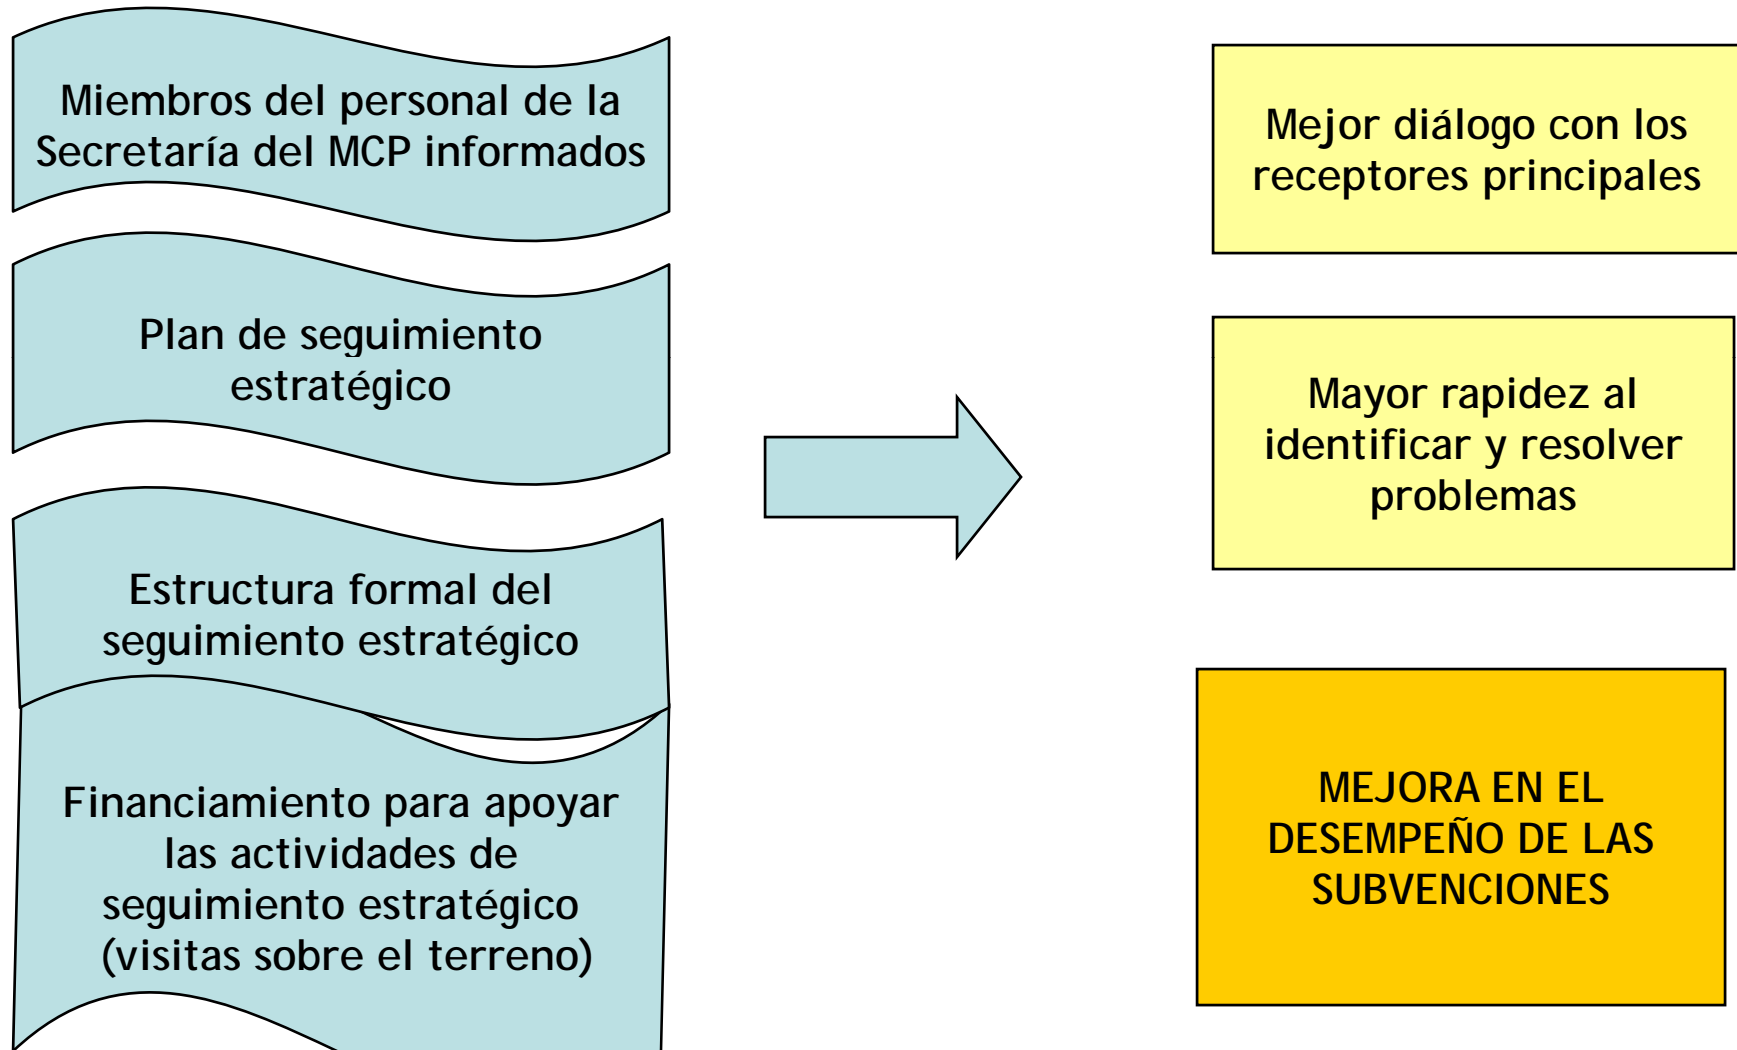 Miembros del personal de la
Secretaría del MCP informados
Plan de seguimiento
estratégico
Estructura formal del
seguimiento estratégico
Financiamiento para apoyar
las actividades de
seguimiento estratégico
(visitas sobre el terreno)
Mejor diálogo con los
receptores principales
Mayor rapidez al
identificar y resolver
problemas
MEJORA EN EL
DESEMPEÑO DE LAS
SUBVENCIONES